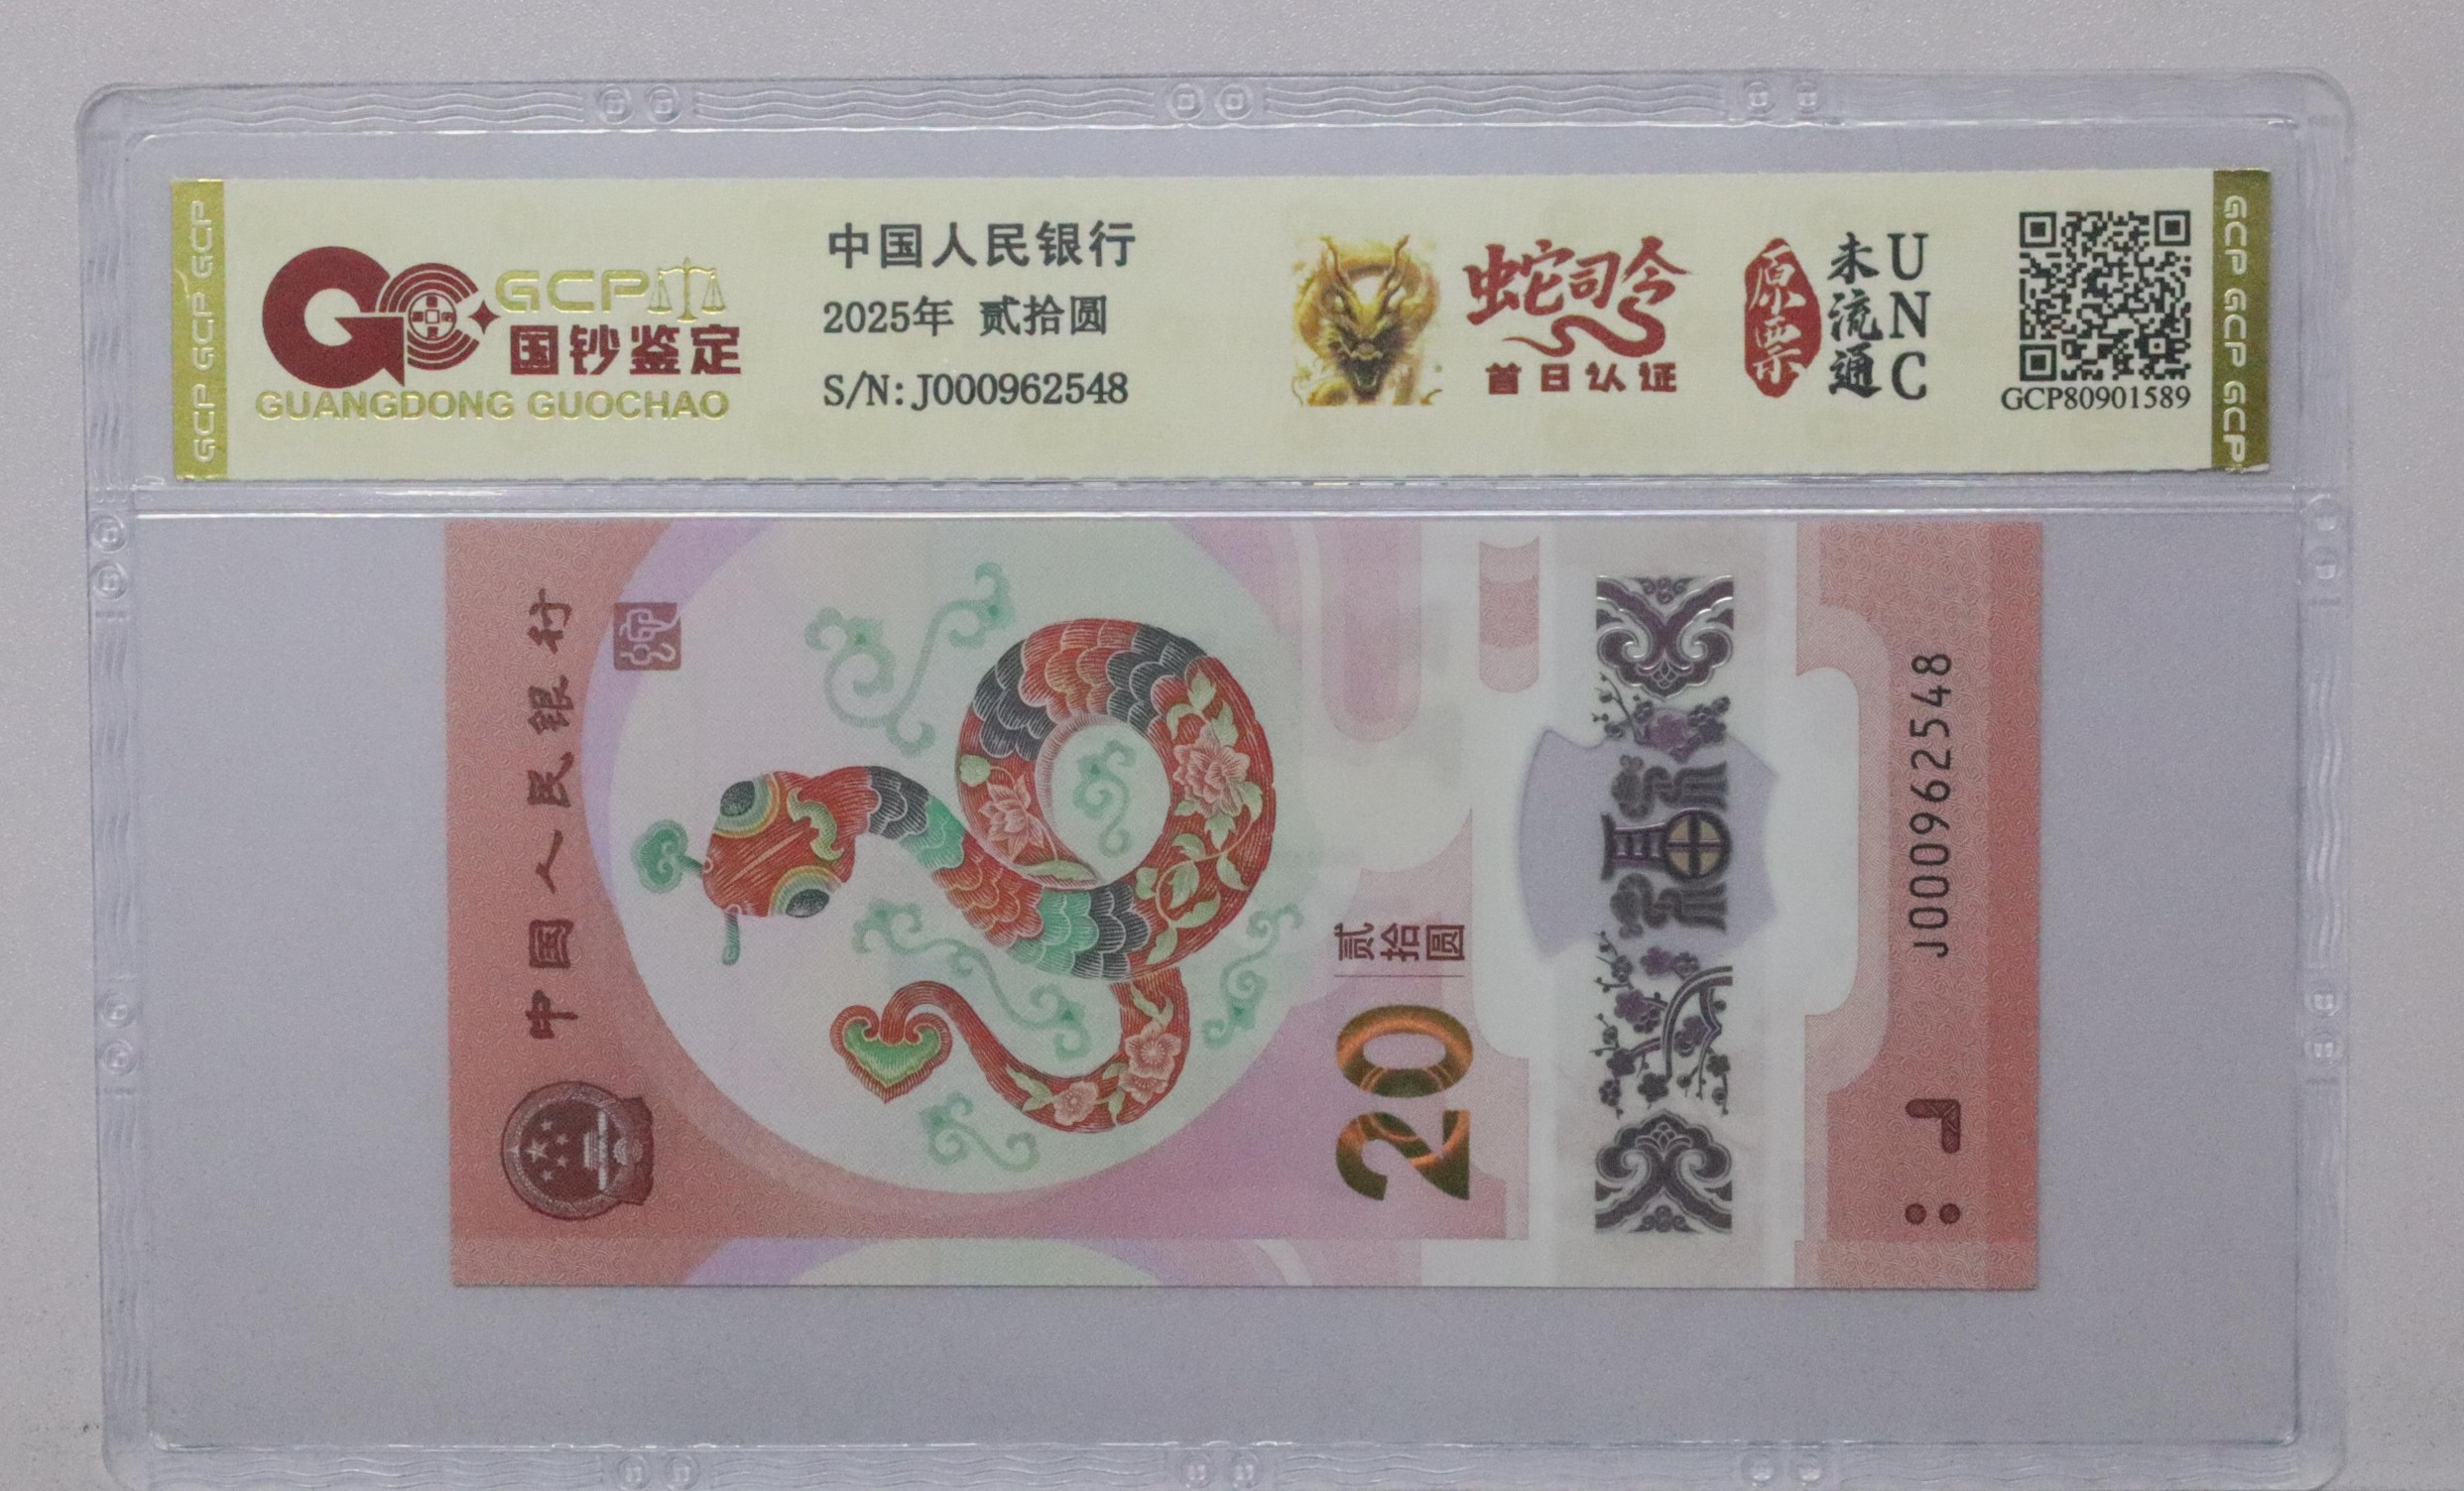 GCP GCP GCP
GCP
国钞鉴定
GUANGDONG GUOCHAO
中国人民银行
2025年 贰拾圆
S/N: J000962548
蛇司令
首日认证
原票
未流通
UNC
GCP80901589
GCP GCP GCP
中国人民银行
20
贰拾圆
福
J000962548